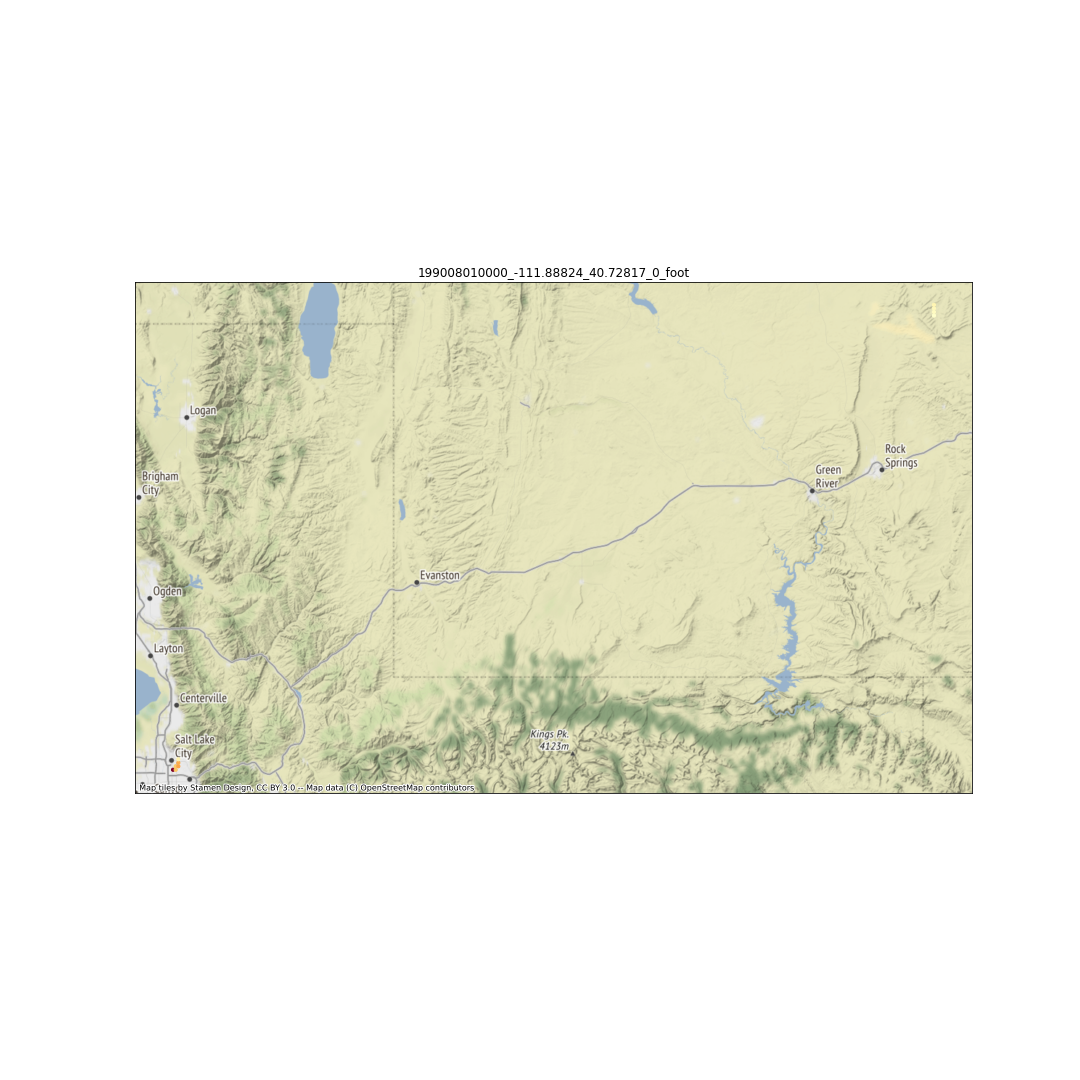 199008010000_-111.88824_40.72817_0_foot
Logan
Rock
Springs
Brigham
City
Green
River
Evanston
Ogden
Layton
Centerville
Kings Pk.
4123m
Salt Lake
City
Map tiles by Stamen Design, CC BY 3.0 -- Map data (C) OpenStreetMap contributors